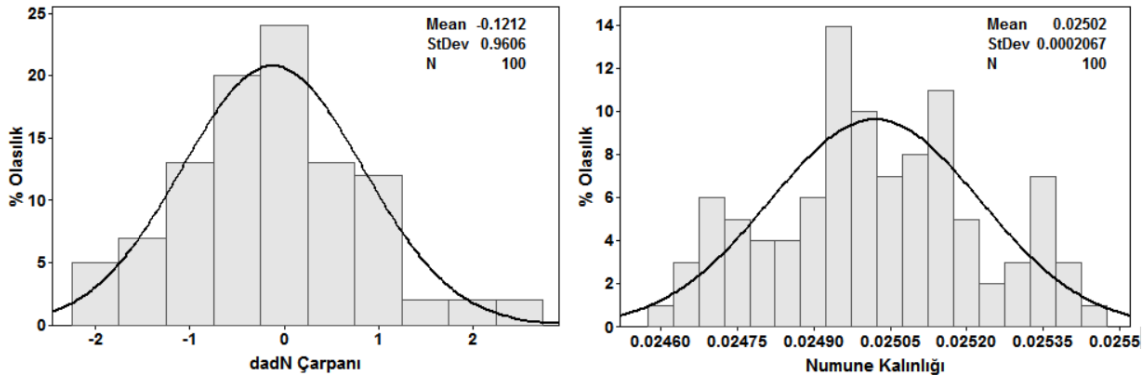 Mean -0.1212
StDev 0.9606
N 100
% Olasılık
25
20
15
10
5
0
-2 -1 0 1 2
dadN Çarpanı
Mean 0.02502
StDev 0.0002067
N 100
% Olasılık
14
12
10
8
6
4
2
0
0.02460 0.02475 0.02490 0.02505 0.02520 0.02535 0.0255
Numune Kalınlığı